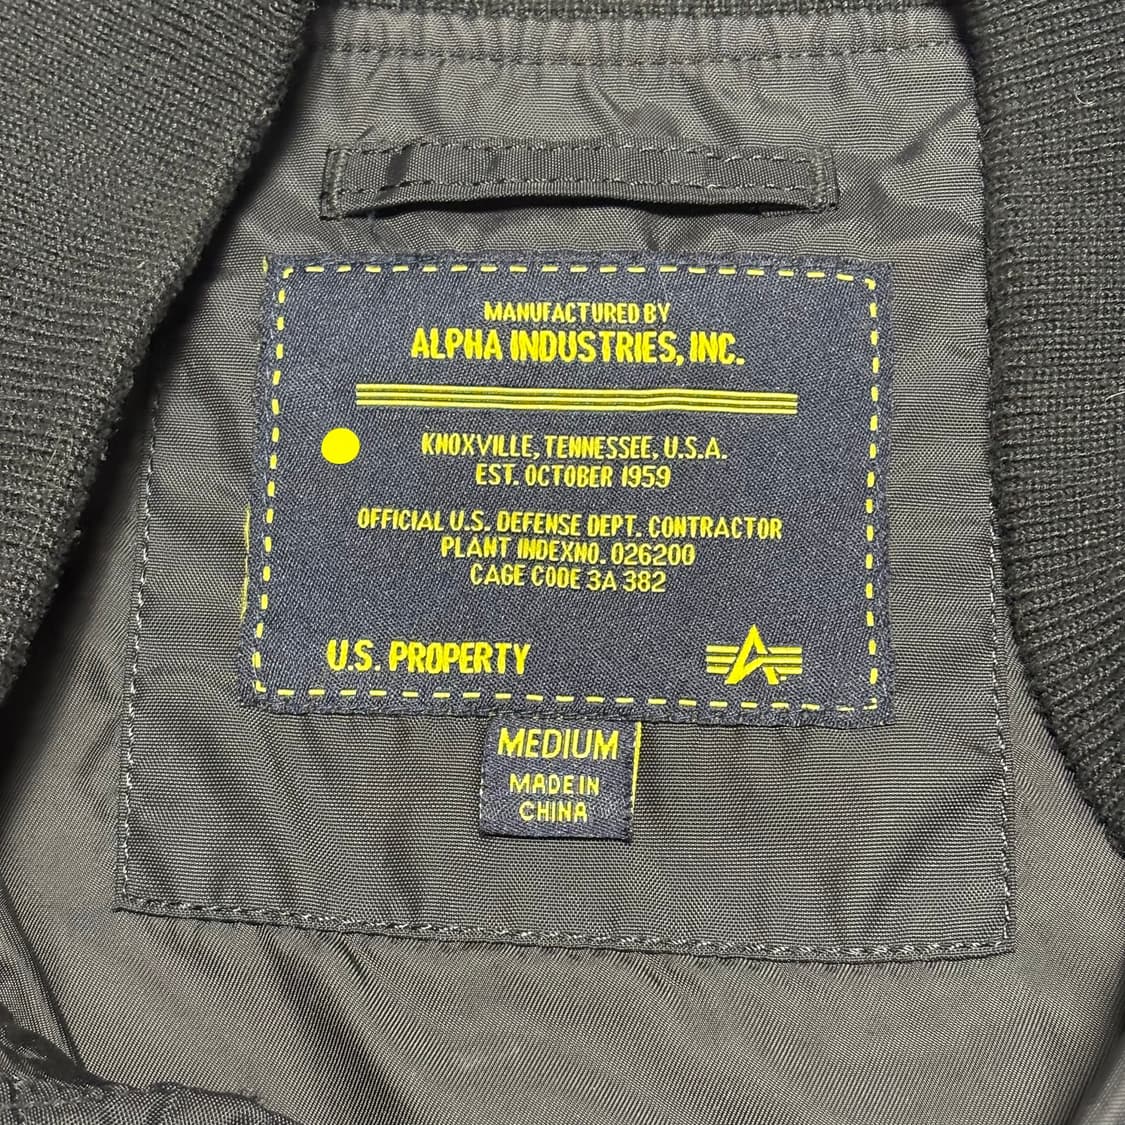 MANUFACTURED BY
ALPHA INDUSTRIES, INC.
KNOXVILLE, TENNESSEE, U.S.A.
EST. OCTOBER 1959
OFFICIAL U.S. DEFENSE DEPT. CONTRACTOR
PLANT INDEXNO. 026200
CAGE CODE 3A 382
U.S. PROPERTY
MEDIUM
MADE IN
CHINA